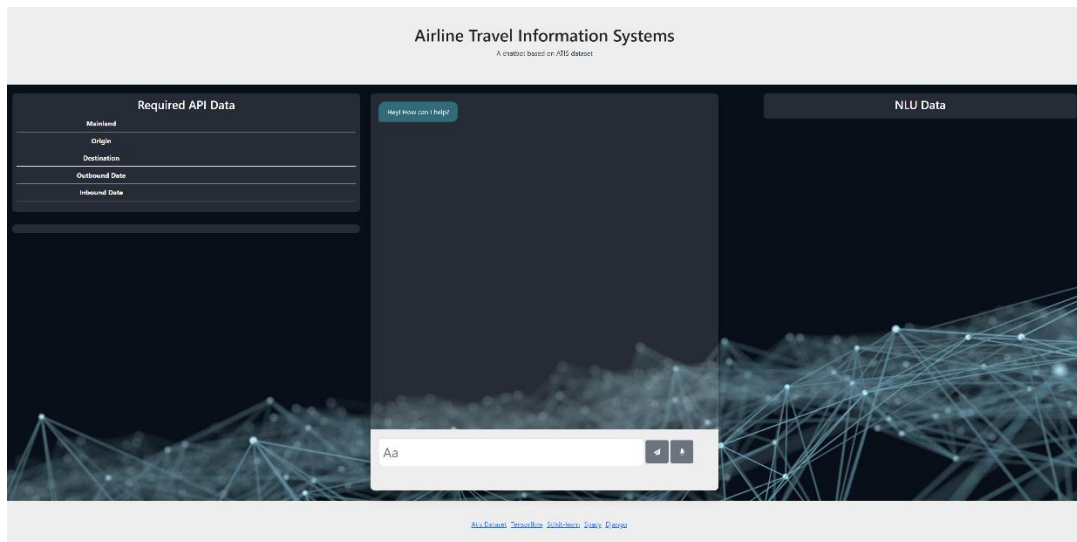 Airline Travel Information Systems
A chatbot based on ATIS dataset
Required API Data
Mainland
Origin
Destination
Outbound Date
Inbound Date
Hey! How can I help?
NLU Data
Aa
Atis Dataset Tensorflow Scikit-learn Spacy Django